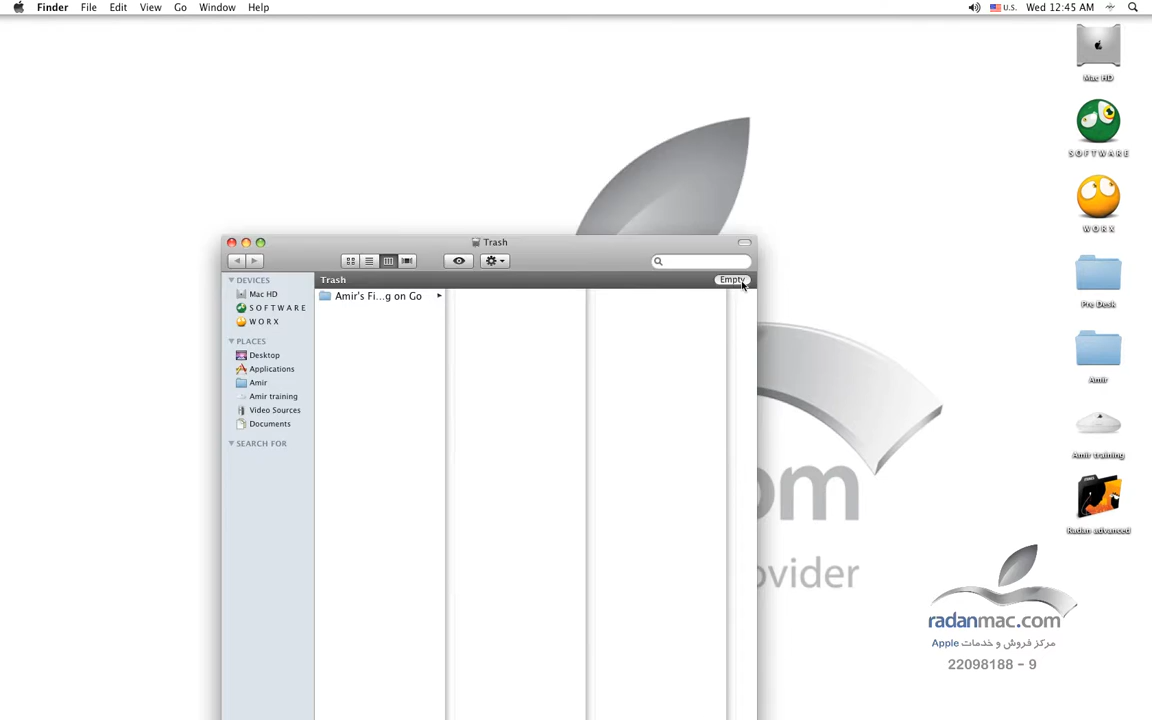 Finder File Edit View Go Window Help
U.S. Wed 12:45 AM
Mac HD
SOFTWARE
WORX
Pre Desk
Amir
Amir training
Radan advanced
Trash
DEVICES
Mac HD
SOFTWARE
WORX
PLACES
Desktop
Applications
Amir
Amir training
Video Sources
Documents
SEARCH FOR
Trash Empty
Amir's Fi...g on Go
om
ovider
radanmac.com
مرکز فروش و خدمات Apple
22098188 - 9